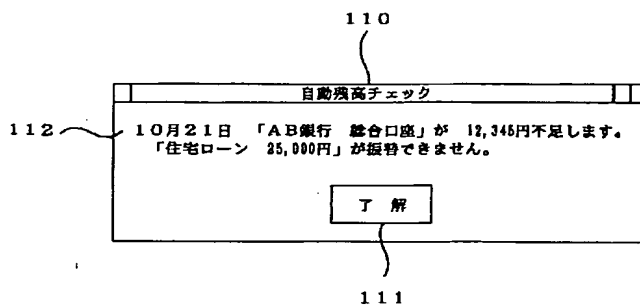 110
自動残高チェック
112
10月21日 「AB銀行 総合口座」が 12,345円不足します。
「住宅ローン 25,000円」が振替できません。
了解
111